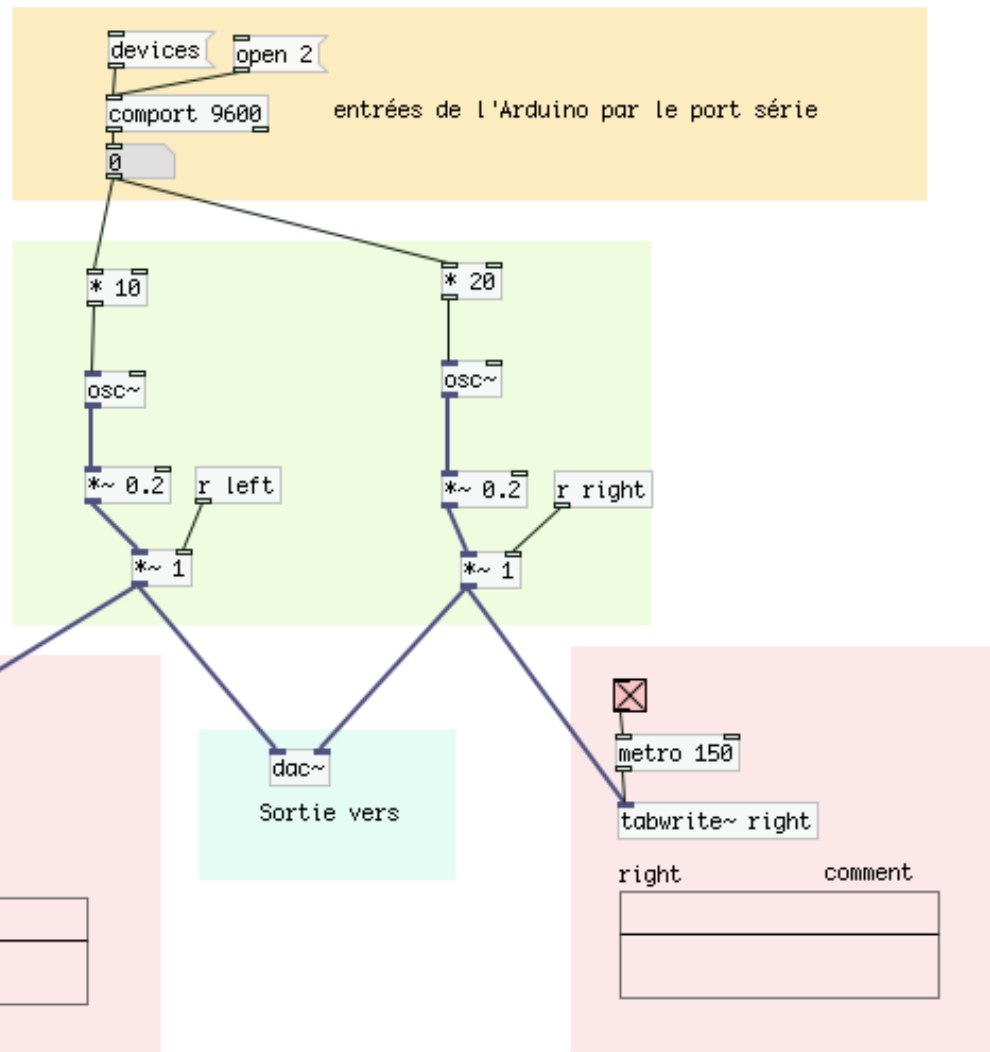 devices
open 2
comport 9600
entrées de l'Arduino par le port série
0
* 10
* 20
osc~
osc~
*~ 0.2
r left
*~ 0.2
r right
*~ 1
*~ 1
metro 150
dac~
Sortie vers
tabwrite~ right
right
comment